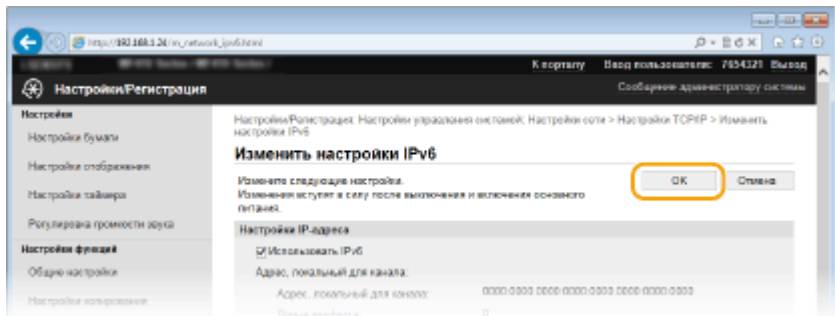 http://192.168.1.24/m_network_ipv6.html
К порталу Ввод пользователя: 7654321 Выход
Настройки/Регистрация
Сообщение администратору системы
Настройки
Настройки бумаги
Настройки отображения
Настройки таймера
Регулировка громкости звука
Настройки функций
Общие настройки
Настройки копирования
Настройки/Регистрация: Настройки управления системой: Настройки сети > Настройки TCP/IP > Изменить
настройки IPv6
Изменить настройки IPv6
Измените следующие настройки.
Изменения вступят в силу после выключения и включения основного
питания.
OK Отмена
Настройки IP-адреса
Использовать IPv6
Адрес, локальный для канала:
Адрес, локальный для канала: 0000:0000:0000:0000:0000:0000:0000:0000